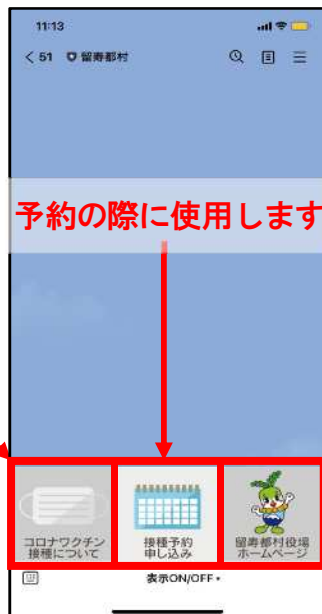 11:13
51 留寿都村
予約の際に使用します
コロナワクチン
接種について
接種予約
申し込み
留寿都村役場
ホームページ
表示ON/OFF